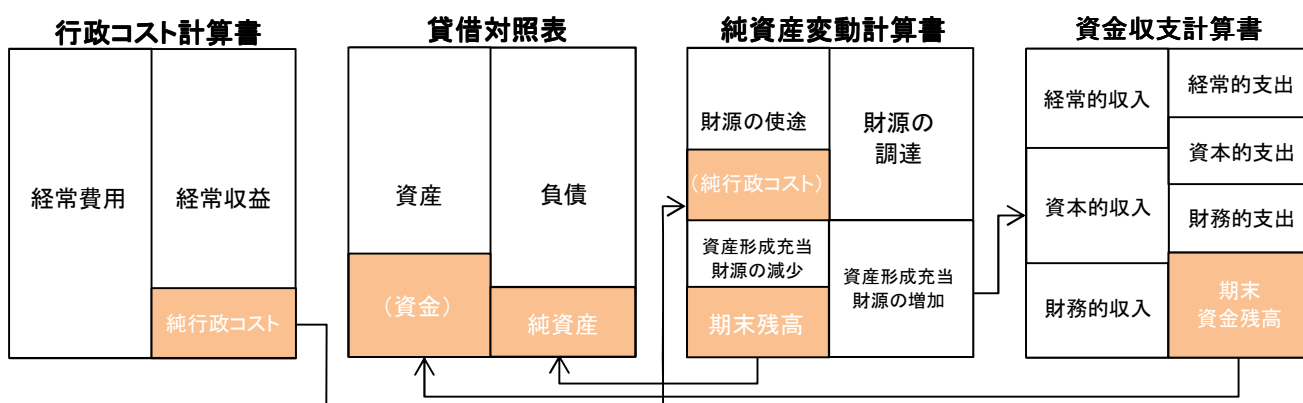 行政コスト計算書
経常費用
経常収益
純行政コスト
貸借対照表
資産
（資金）
負債
純資産
純資産変動計算書
財源の使途
（純行政コスト）
資産形成充当
財源の減少
期末残高
財源の
調達
資産形成充当
財源の増加
資金収支計算書
経常的収入
資本的収入
財務的収入
経常的支出
資本的支出
財務的支出
期末
資金残高